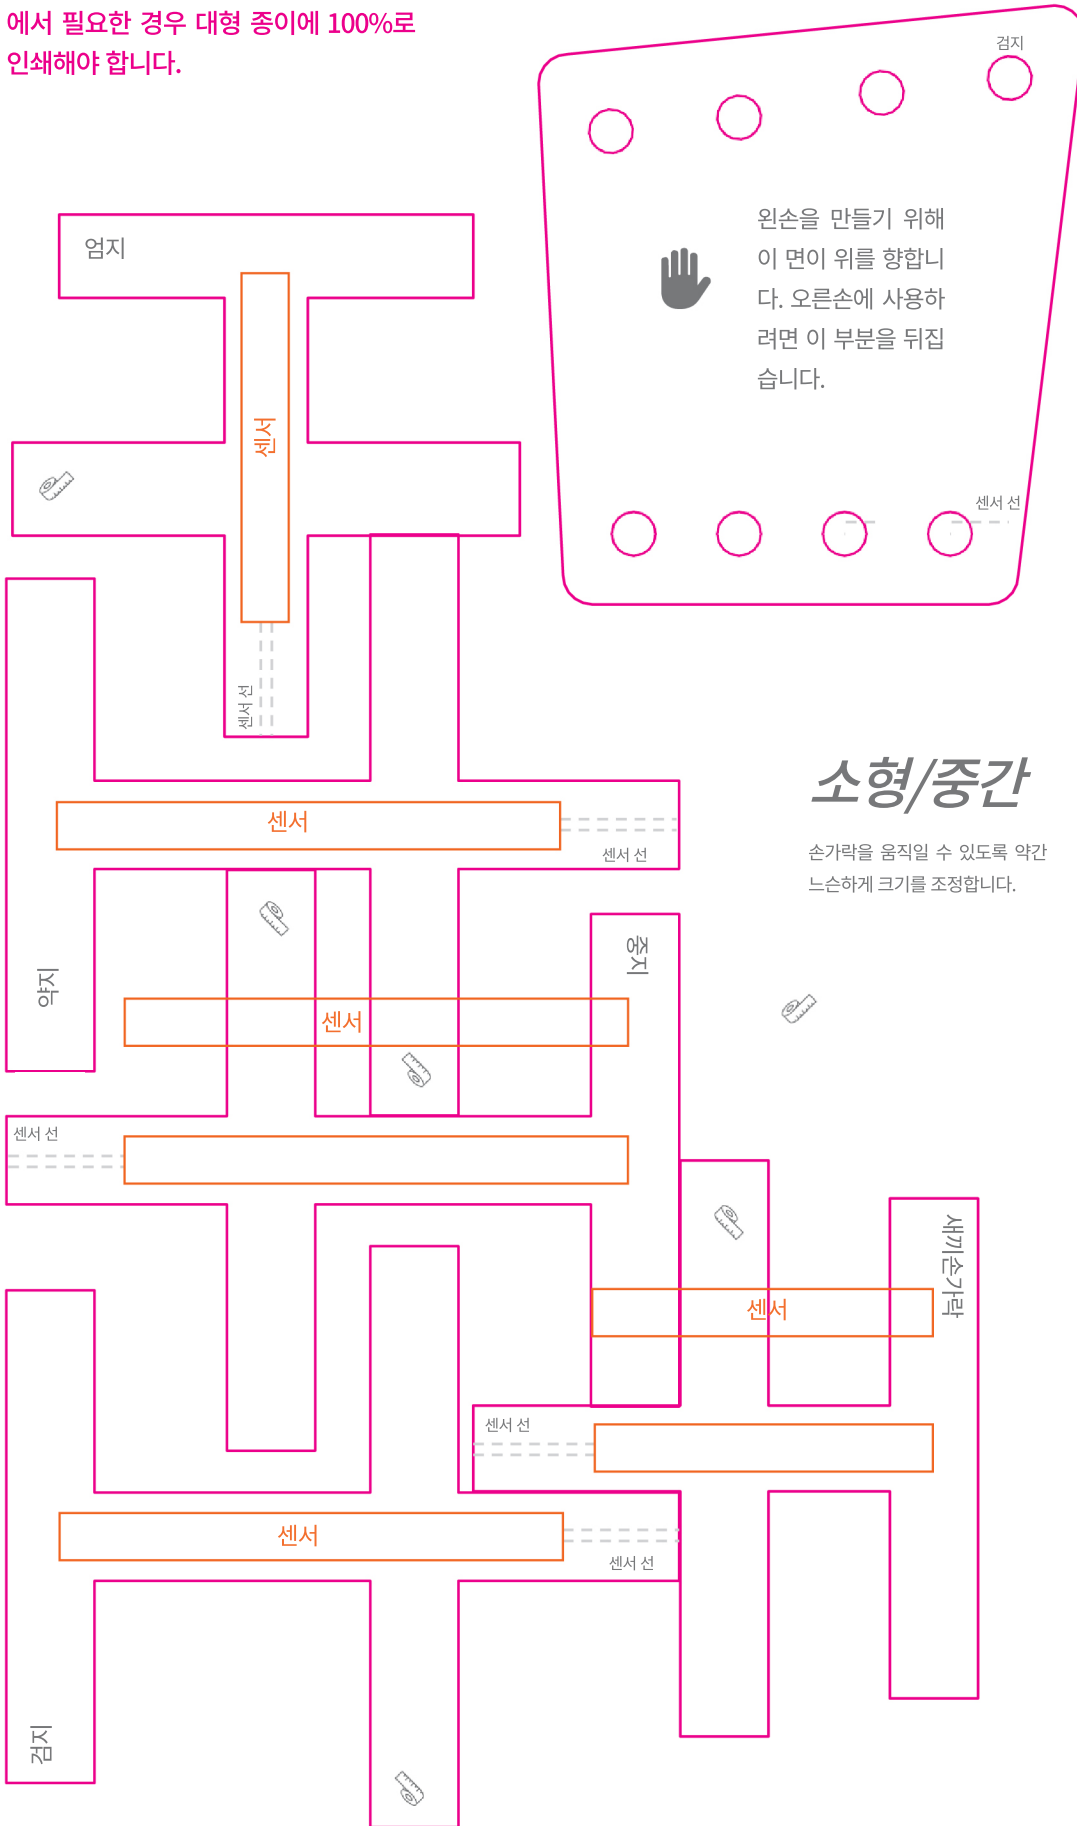 에서 필요한 경우 대형 종이에 100%로
인쇄해야 합니다.
검지
엄지
왼손을 만들기 위해
이 면이 위를 향합니
다. 오른손에 사용하
려면 이 부분을 뒤집
습니다.
센서
센서 선
센서 선
소형/중간
손가락을 움직일 수 있도록 약간
느슨하게 크기를 조정합니다.
센서
센서 선
약지
중지
센서
센서 선
새끼손가락
센서
센서 선
센서
센서 선
검지